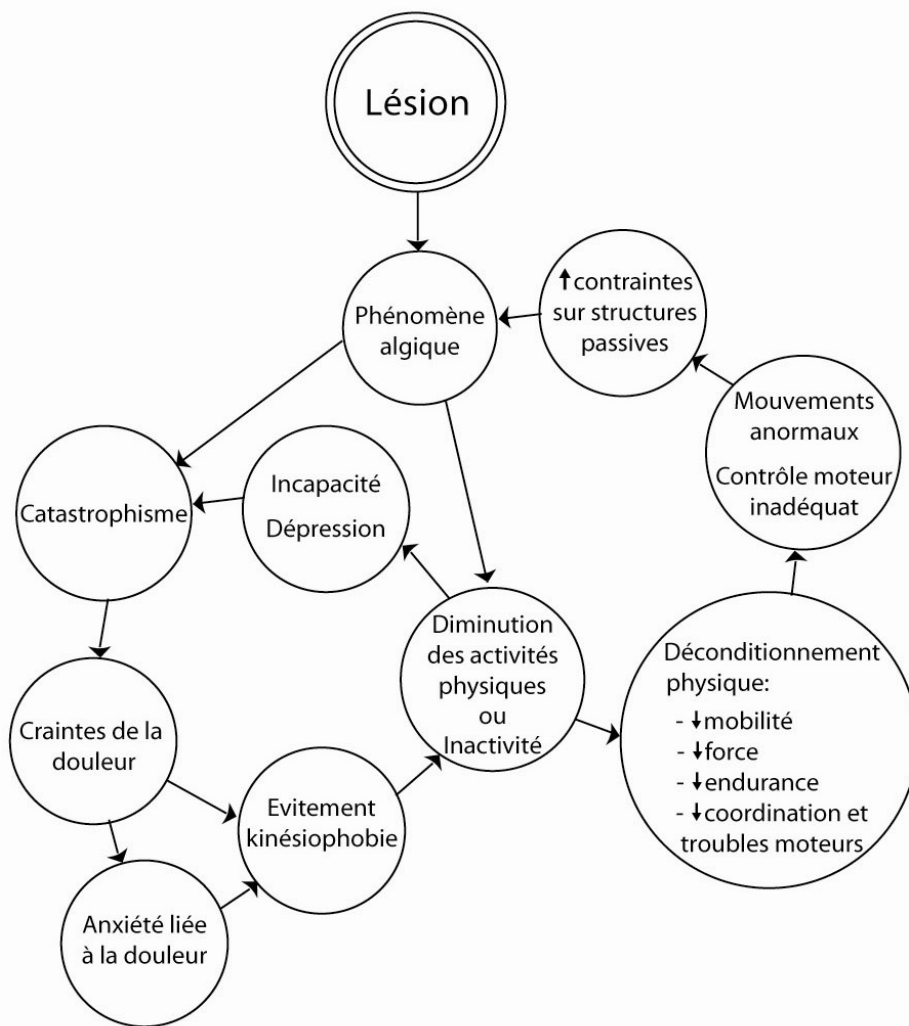 Lésion
Phénomène
algique
↑contraintes
sur structures
passives
Mouvements
anormaux
Contrôle moteur
inadéquat
Incapacité
Dépression
Catastrophisme
Diminution
des activités
physiques
ou
Inactivité
Déconditionnement
physique:
- ↓mobilité
- ↓force
- ↓endurance
- ↓coordination et
troubles moteurs
Craintes de la
douleur
Evitement
kinésiophobie
Anxiété liée
à la douleur